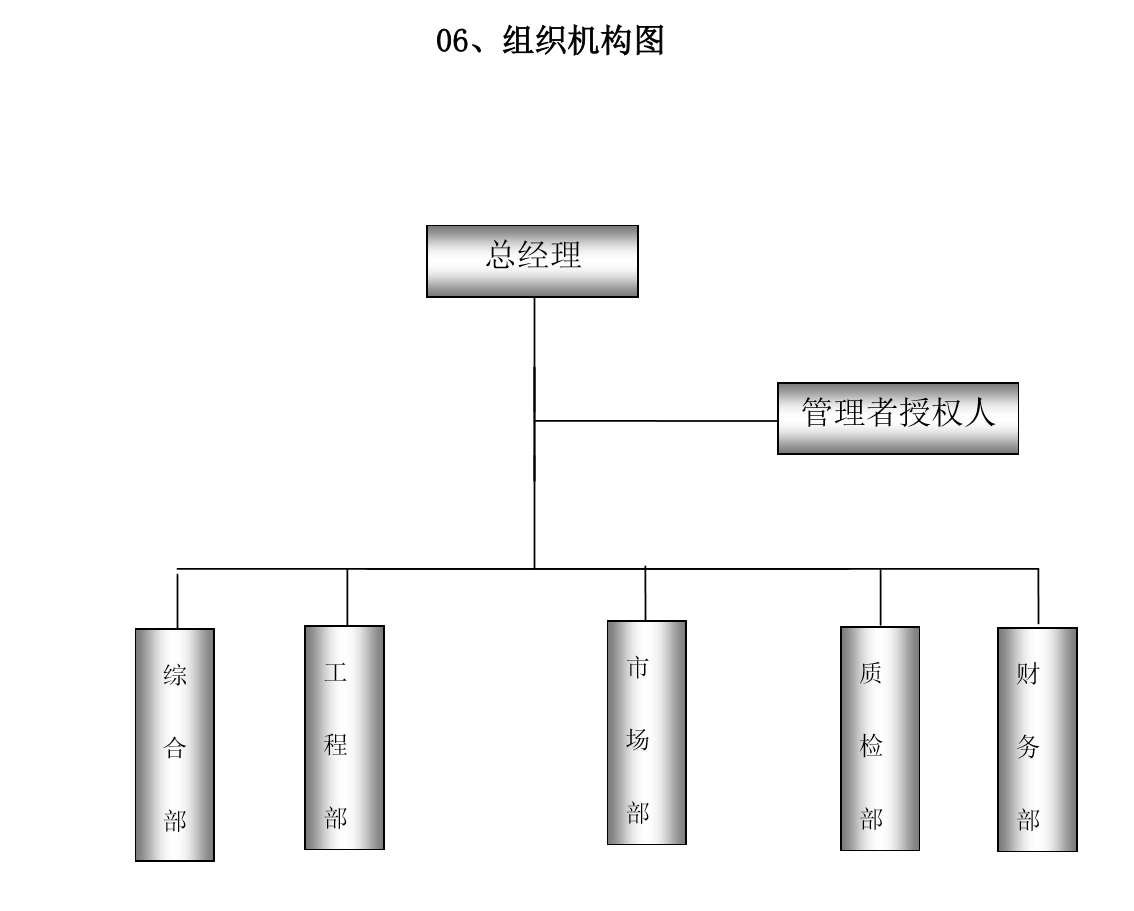 06、组织机构图
总经理
管理者授权人
综合部
工程部
市场部
质检部
财务部